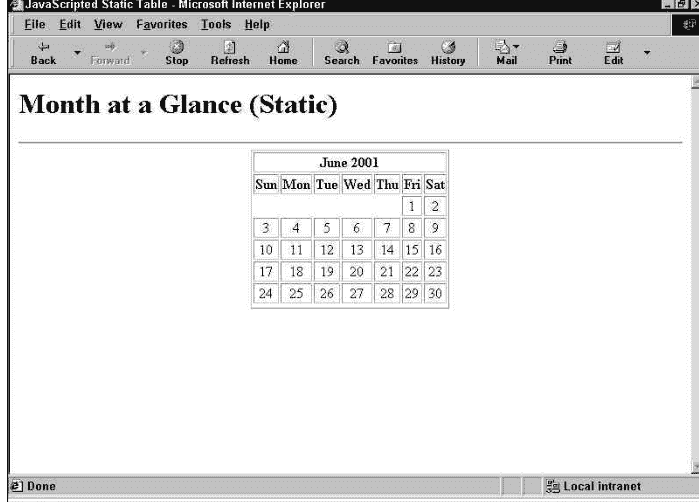 JavaScripted Static Table - Microsoft Internet Explorer
File Edit View Favorites Tools Help
Back Forward Stop Refresh Home Search Favorites History Mail Print Edit
Month at a Glance (Static)
June 2001
Sun Mon Tue Wed Thu Fri Sat
1 2
3 4 5 6 7 8 9
10 11 12 13 14 15 16
17 18 19 20 21 22 23
24 25 26 27 28 29 30
Done Local intranet